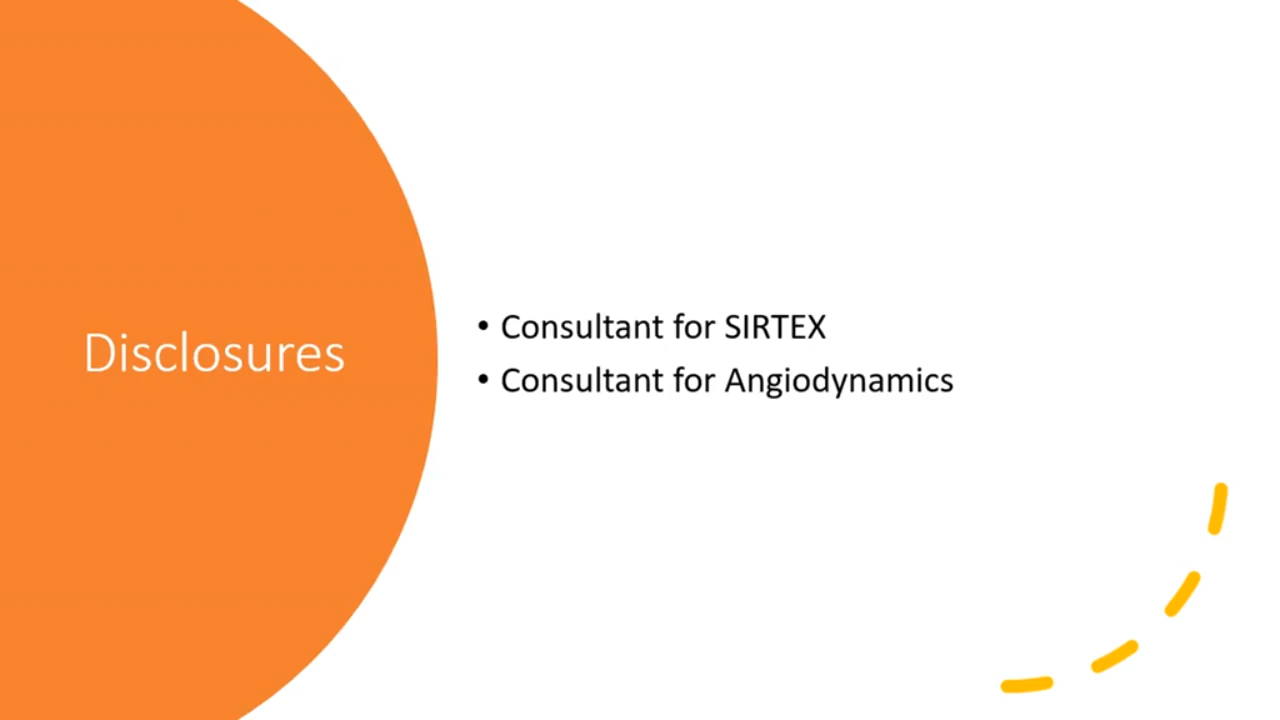 Disclosures
• Consultant for SIRTEX
• Consultant for Angiodynamics